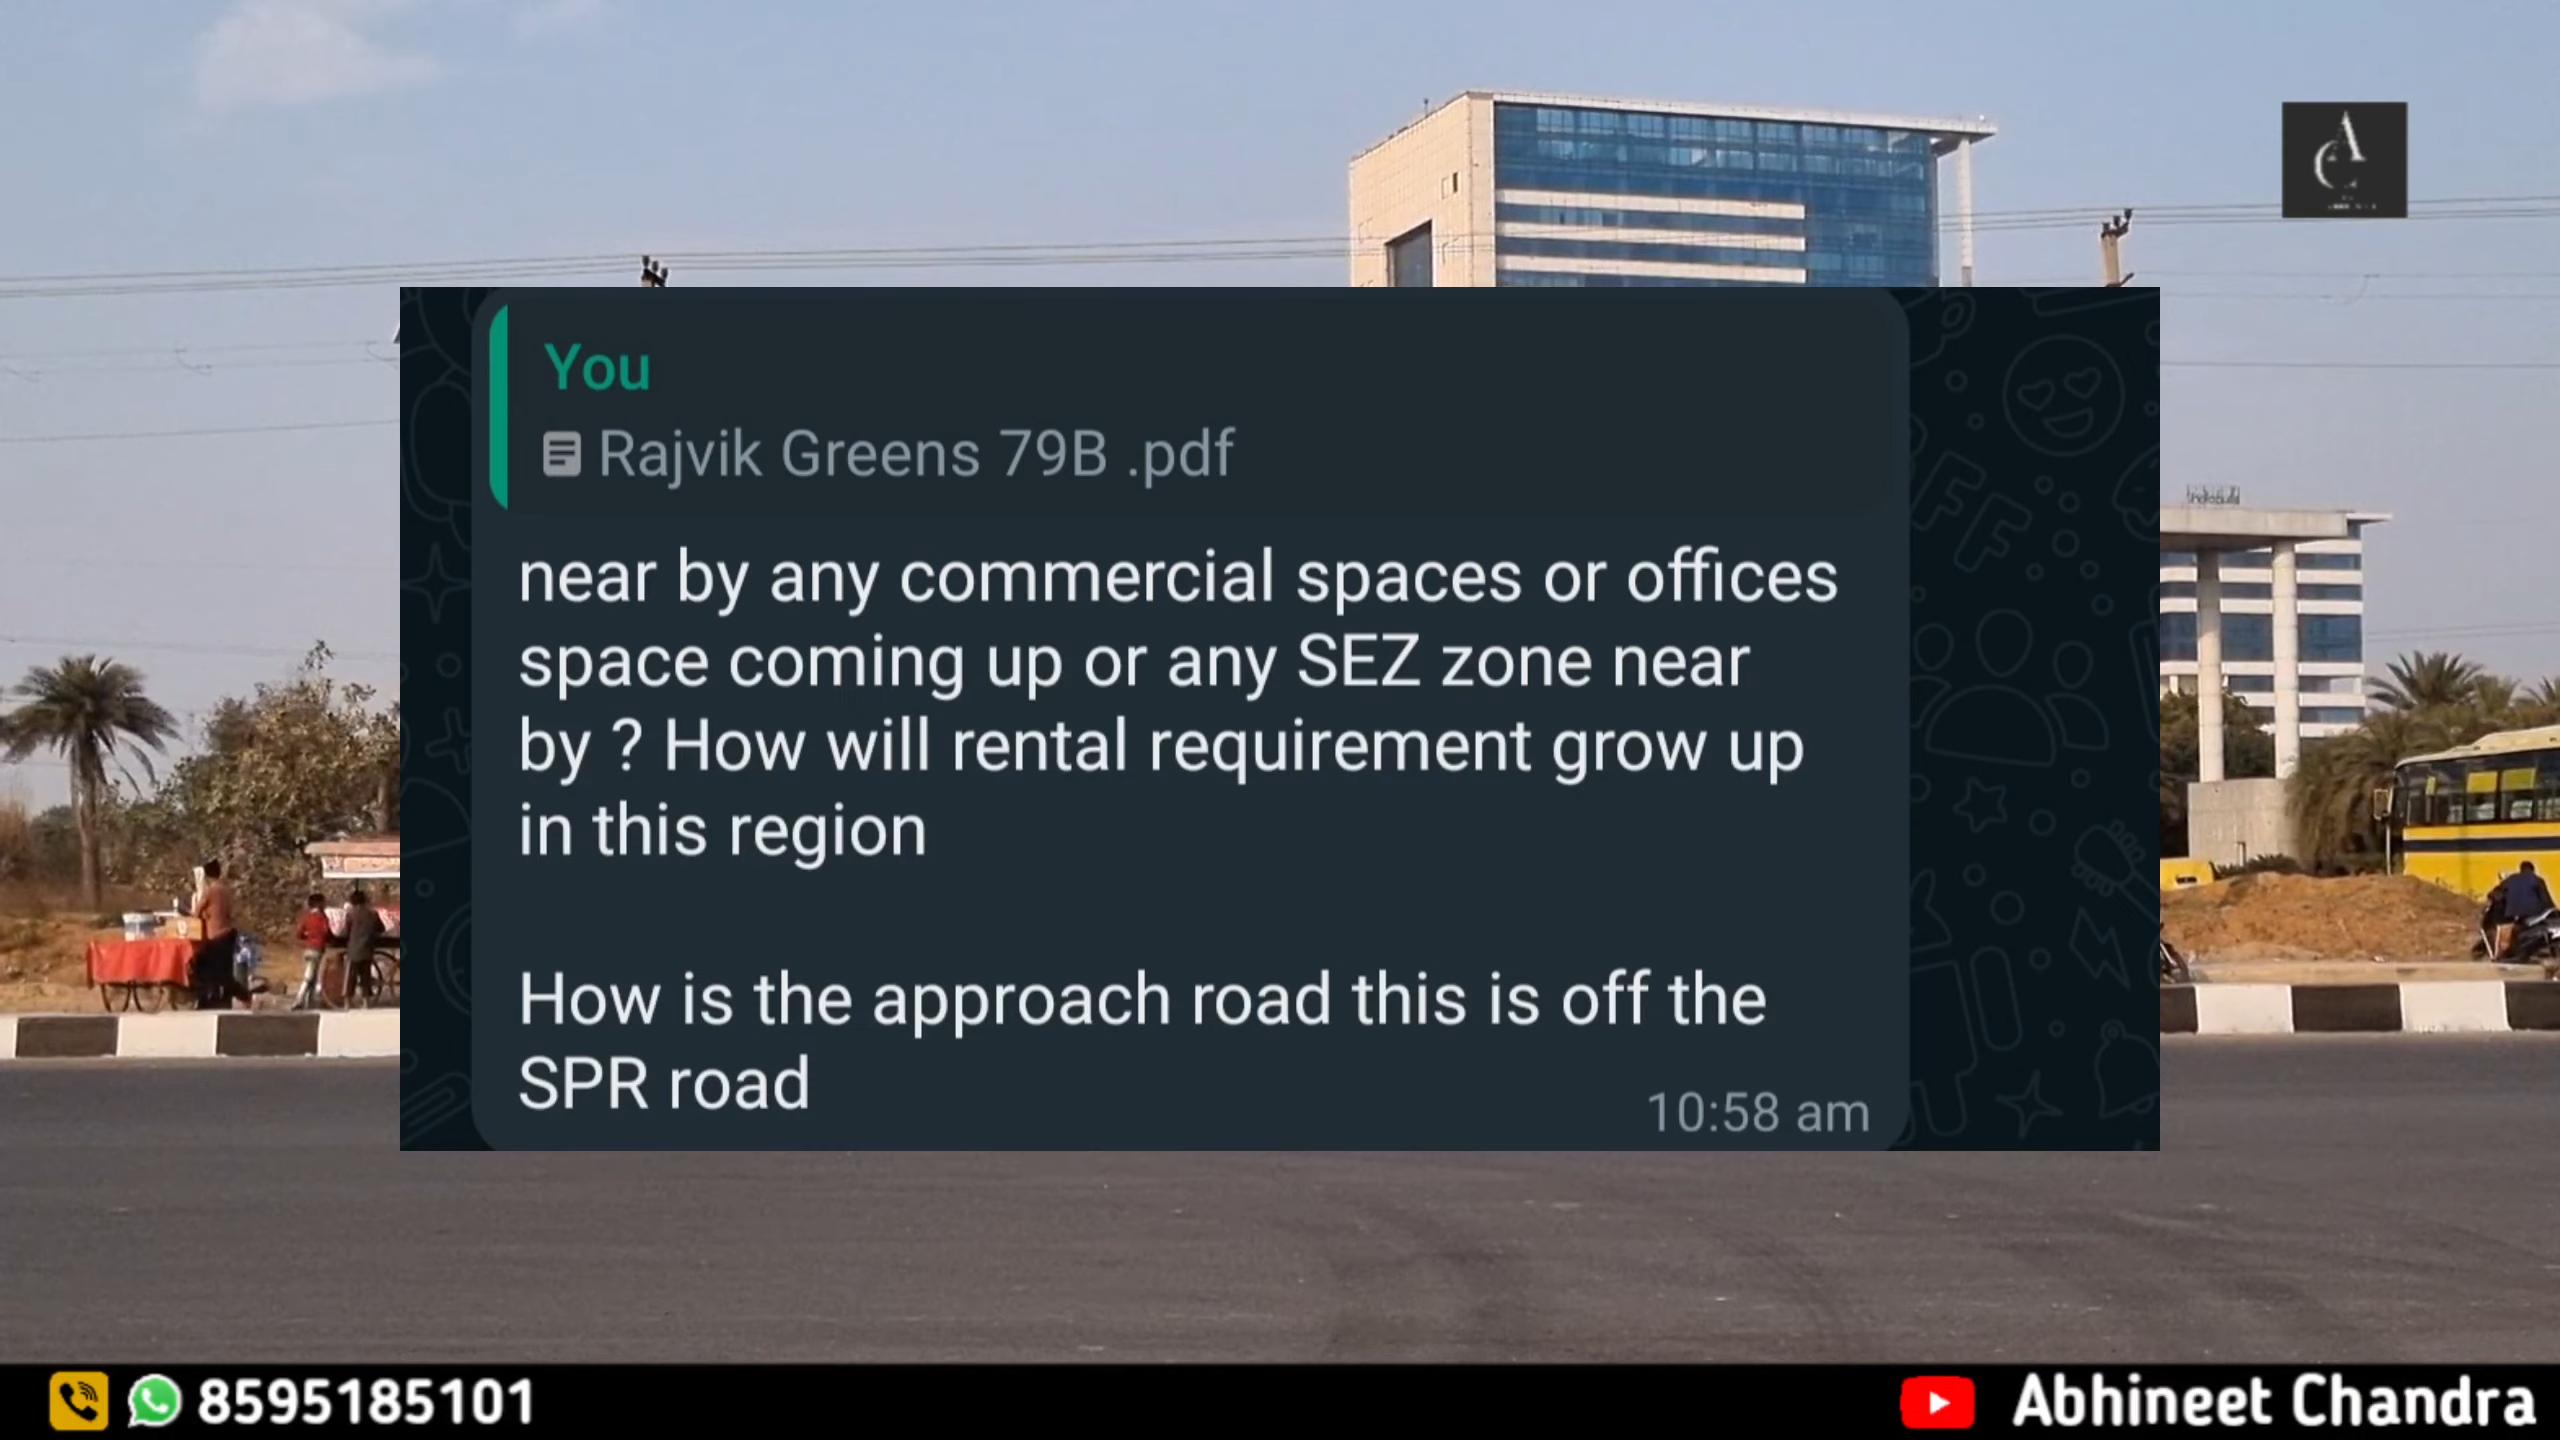 You
Rajvik Greens 79B .pdf
near by any commercial spaces or offices
space coming up or any SEZ zone near
by ? How will rental requirement grow up
in this region
How is the approach road this is off the
SPR road
10:58 am
8595185101
Abhineet Chandra